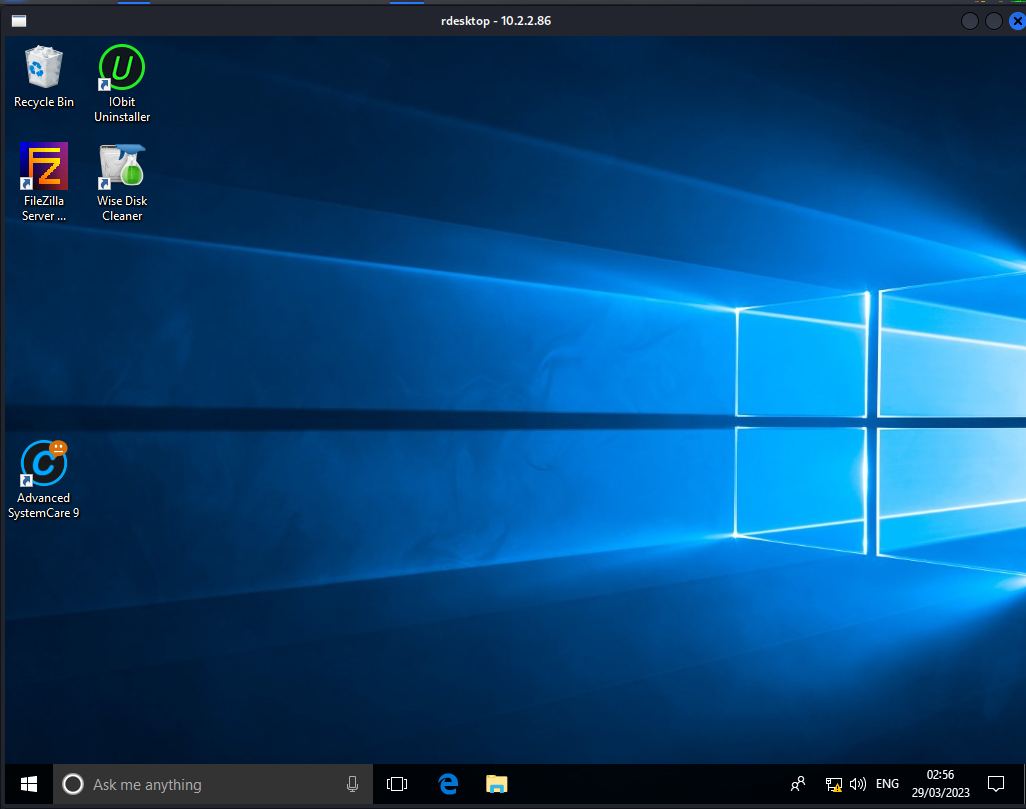 rdesktop - 10.2.2.86
Recycle Bin
IObit
Uninstaller
FileZilla
Server ...
Wise Disk
Cleaner
Advanced
SystemCare 9
Ask me anything
ENG
02:56
29/03/2023